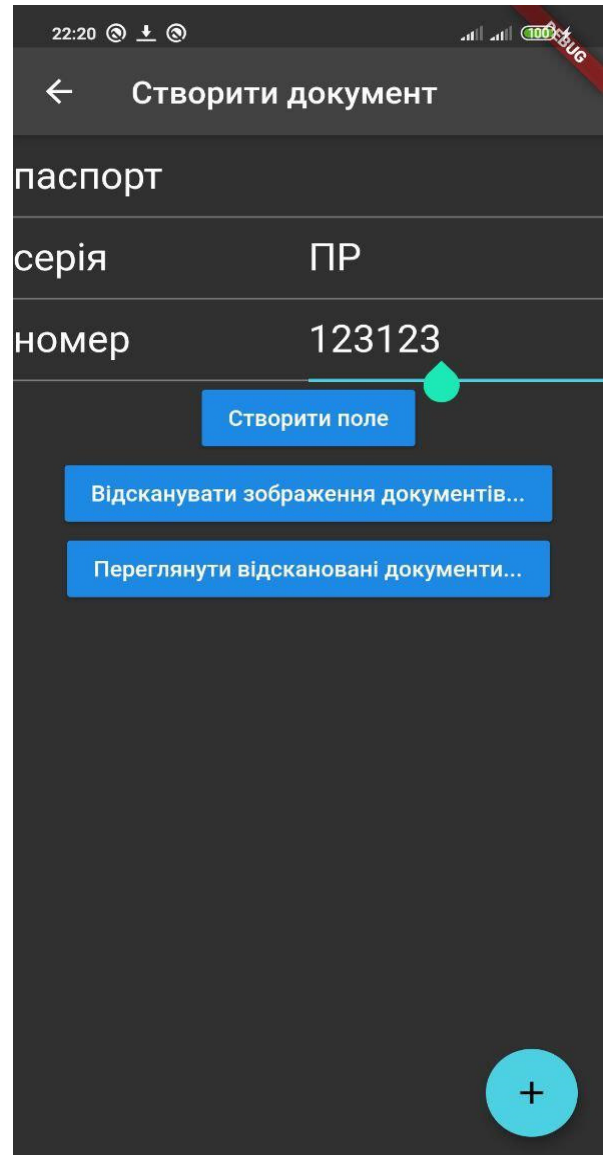 22:20 100
DEBUG
Створити документ
паспорт
серія ПР
номер 123123
Створити поле
Відсканувати зображення документів...
Переглянути відскановані документи...
+